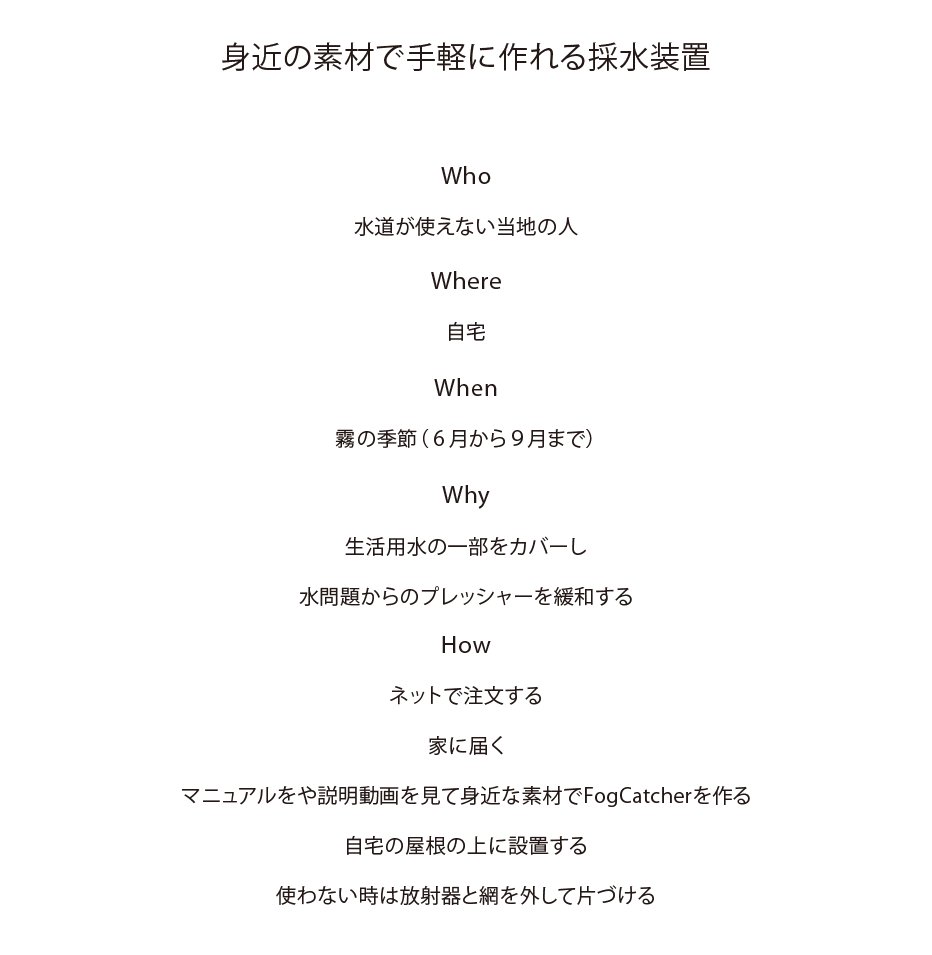 身近の素材で手軽に作れる採水装置
Who
水道が使えない当地の人
Where
自宅
When
霧の季節（６月から９月まで）
Why
生活用水の一部をカバーし
水問題からのプレッシャーを緩和する
How
ネットで注文する
家に届く
マニュアルをや説明動画を見て身近な素材でFogCatcherを作る
自宅の屋根の上に設置する
使わない時は放射器と網を外して片づける